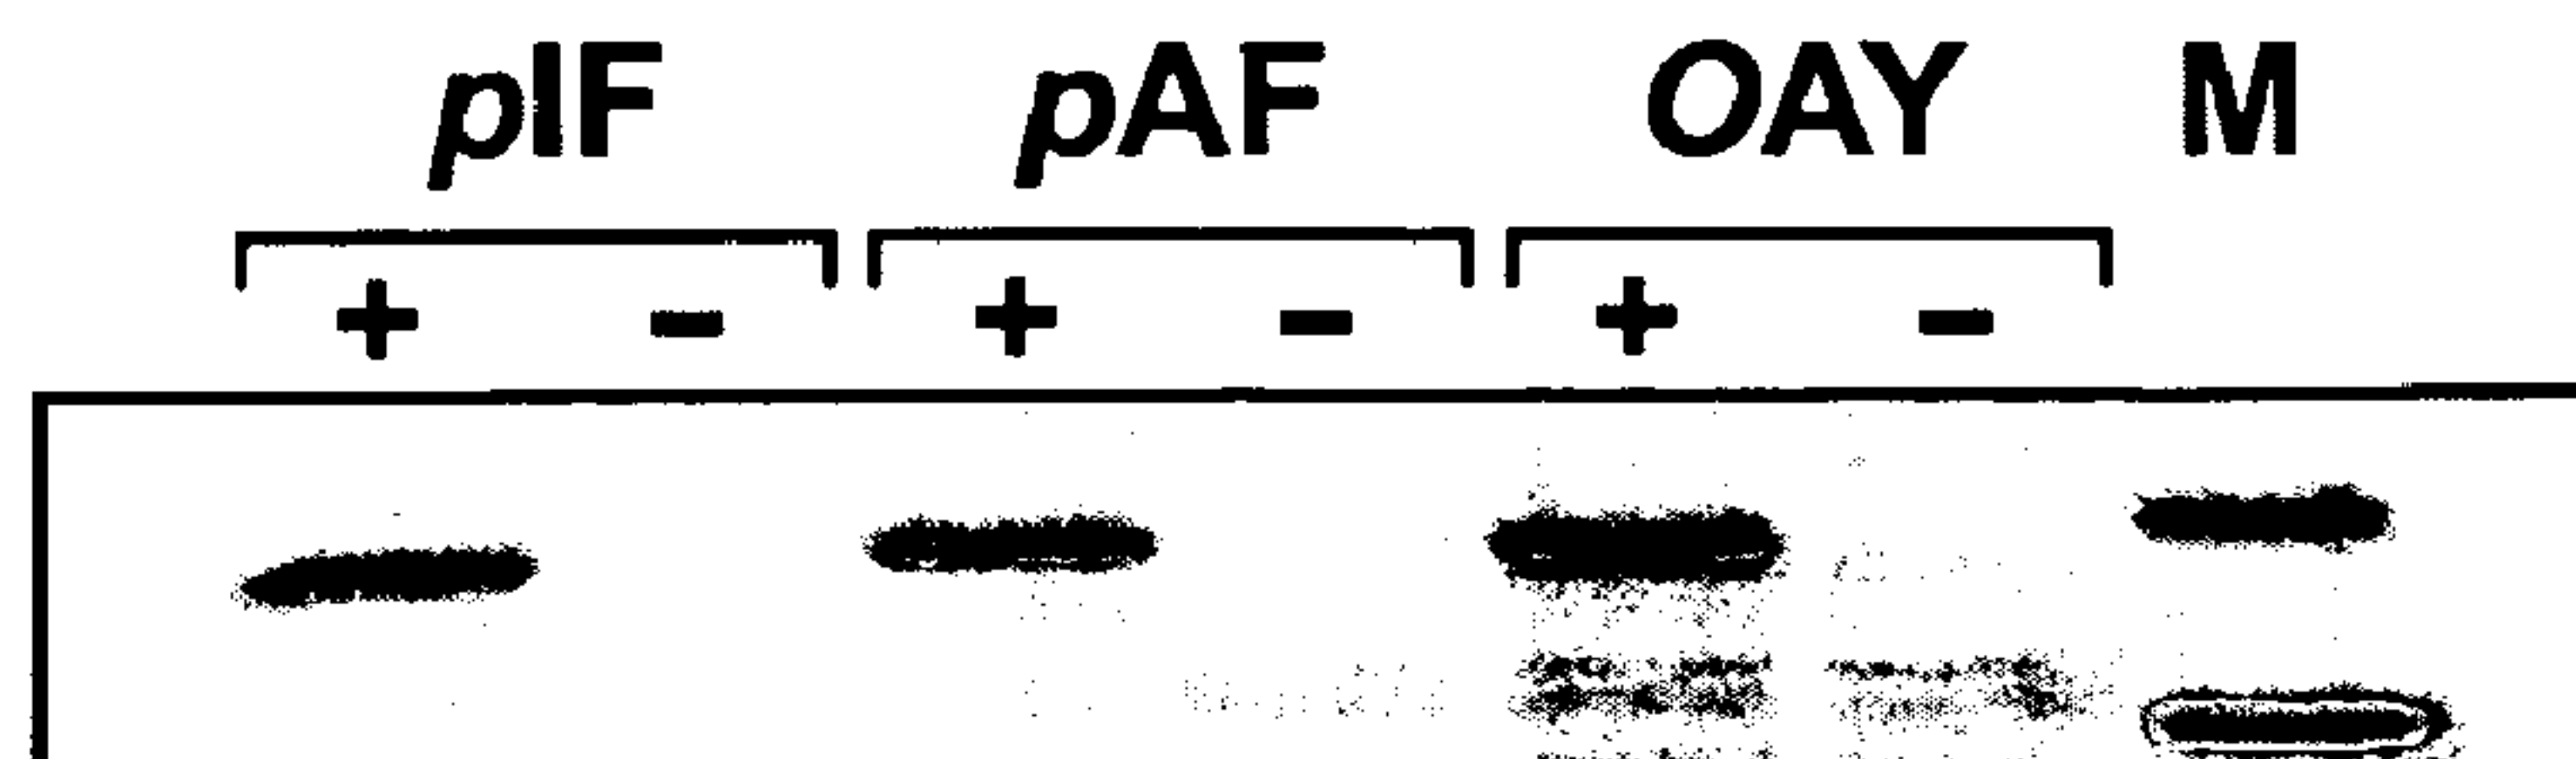 pIF pAF OAY M
+ - + - + -